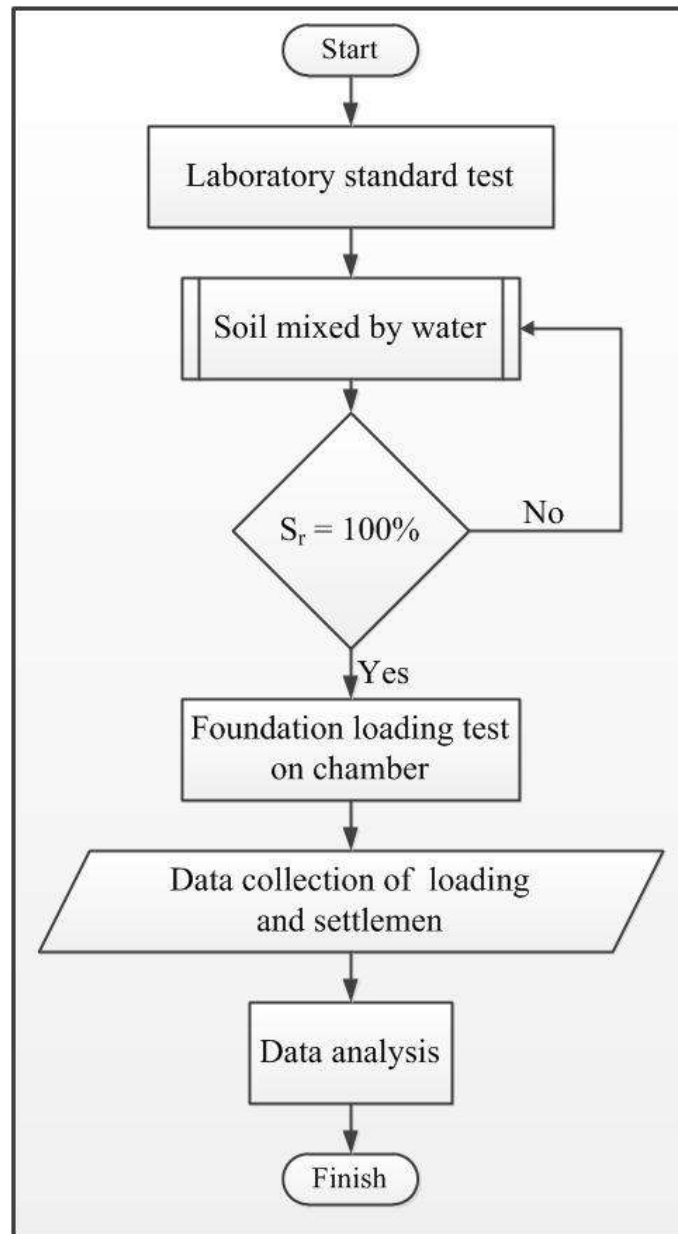 Start
Laboratory standard test
Soil mixed by water
Sr = 100%
No
Yes
Foundation loading test
on chamber
Data collection of loading
and settlemen
Data analysis
Finish